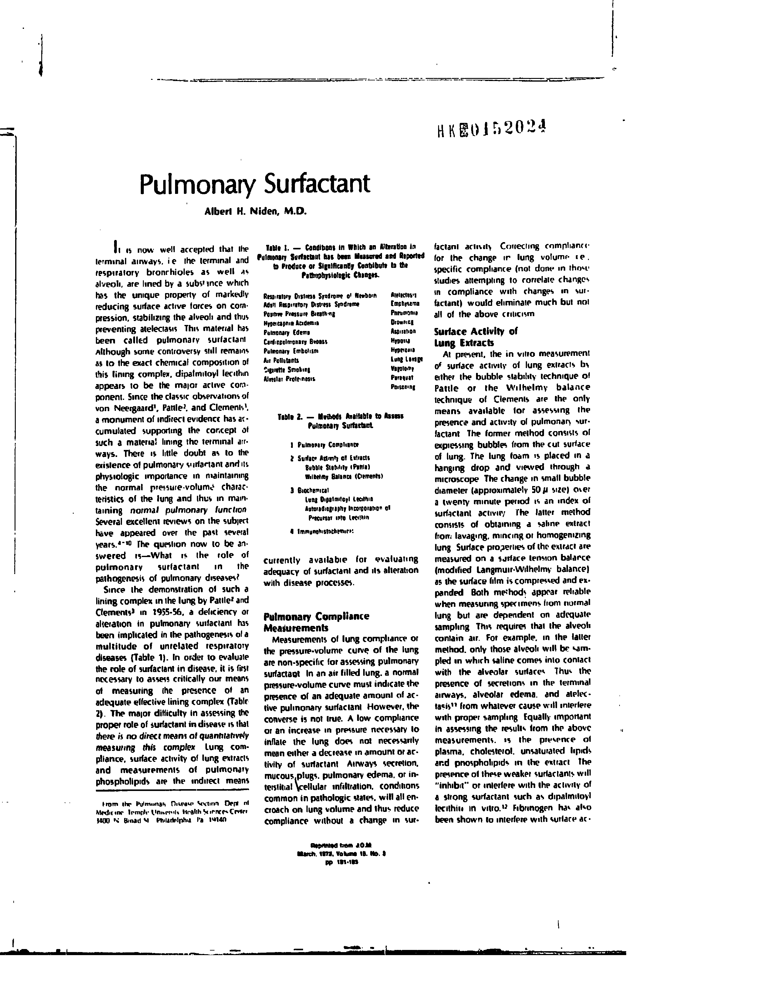 HK0152024
Pulmonary Surfactant
Albert H. Niden, M.D.
It is now well accepted that the
terminal airways, i.e. the terminal and
respiratory bronchioles as well as
alveoli, are lined by a substance which
has the unique property of markedly
reducing surface active forces on com-
pression, stabilizing the alveoli and thus
preventing atelectasis This material has
been called pulmonary surfactant
Although some controversy still remains
as to the exact chemical composition of
this lining complex, dipalmitoyl lecithin
appears to be the major active com-
ponent. Since the classic observations of
von Neergaard¹, Pattle², and Clements³,
a monument of indirect evidence has ac-
cumulated supporting the concept of
such a material lining the terminal air-
ways. There is little doubt as to the
existence of pulmonary surfactant and its
physiologic importance in maintaining
the normal pressure-volume charac-
teristics of the lung and thus in main-
taining normal pulmonary function
Several excellent reviews on the subject
have appeared over the past several
years.⁴⁻¹⁰ The question now to be an-
swered is—What is the role of
pulmonary surfactant in the
pathogenesis of pulmonary diseases?
Since the demonstration of such a
lining complex in the lung by Pattle² and
Clements³ in 1955-56, a deficiency or
alteration in pulmonary surfactant has
been implicated in the pathogenesis of a
multitude of unrelated respiratory
diseases (Table 1). In order to evaluate
the role of surfactant in disease, it is first
necessary to assess critically our means
of measuring the presence of an
adequate effective lining complex (Table
2). The major difficulty in assessing the
proper role of surfactant in disease is that
there is no direct means of quantitatively
measuring this complex Lung com-
pliance, surface activity of lung extracts
and measurements of pulmonary
phospholipids are the indirect means
From the Pulmonary Disease Section Dept of
Medicine Temple University Health Sciences Center
3400 N Broad St Philadelphia Pa 19140
Table 1. — Conditions in Which an Alteration in
Pulmonary Surfactant has been Measured and Reported
to Produce or Significantly Contribute to the
Pathophysiologic Changes.
Respiratory Distress Syndrome of Newborn
Adult Respiratory Distress Syndrome
Positive Pressure Breathing
Hypercapnia Acidemia
Pulmonary Edema
Cardiopulmonary Bypass
Pulmonary Embolism
Air Pollutants
Cigarette Smoking
Alveolar Proteinosis
Atelectasis
Emphysema
Pneumonia
Drowning
Aspiration
Hypoxia
Hyperoxia
Lung Lavage
Vagotomy
Paraquat
Poisoning
Table 2. — Methods Available to Assess
Pulmonary Surfactant.
1 Pulmonary Compliance
2 Surface Activity of Extracts
Bubble Stability (Pattle)
Wilhelmy Balance (Clements)
3 Biochemical
Lung Dipalmitoyl Lecithin
Autoradiography Incorporation of
Precursor into Lecithin
4 Immunohistochemistry
currently available for evaluating
adequacy of surfactant and its alteration
with disease processes.
Pulmonary Compliance
Measurements
Measurements of lung compliance or
the pressure-volume curve of the lung
are non-specific for assessing pulmonary
surfactant In an air filled lung, a normal
pressure-volume curve must indicate the
presence of an adequate amount of ac-
tive pulmonary surfactant However, the
converse is not true. A low compliance
or an increase in pressure necessary to
inflate the lung does not necessarily
mean either a decrease in amount or ac-
tivity of surfactant Airways secretion,
mucous plugs, pulmonary edema, or in-
terstitial cellular infiltration, conditions
common in pathologic states, will all en-
croach on lung volume and thus reduce
compliance without a change in sur-
factant activity Correcting compliance
for the change in lung volume i.e.
specific compliance (not done in those
studies attempting to correlate changes
in compliance with changes in sur-
factant) would eliminate much but not
all of the above criticism
Surface Activity of
Lung Extracts
At present, the in vitro measurement
of surface activity of lung extracts by
either the bubble stability technique of
Pattle or the Wilhelmy balance
technique of Clements are the only
means available for assessing the
presence and activity of pulmonary sur-
factant The former method consists of
expressing bubbles from the cut surface
of lung. The lung foam is placed in a
hanging drop and viewed through a
microscope The change in small bubble
diameter (approximately 50 μ size) over
a twenty minute period is an index of
surfactant activity The latter method
consists of obtaining a saline extract
from lavaging, mincing or homogenizing
lung Surface properties of the extract are
measured on a surface tension balance
(modified Langmuir-Wilhelmy balance)
as the surface film is compressed and ex-
panded Both methods appear reliable
when measuring specimens from normal
lung but are dependent on adequate
sampling This requires that the alveoli
contain air. For example, in the latter
method, only those alveoli will be sam-
pled in which saline comes into contact
with the alveolar surfaces Thus the
presence of secretions in the terminal
airways, alveolar edema, and atelec-
tasis¹¹ from whatever cause will interfere
with proper sampling Equally important
in assessing the results from the above
measurements, is the presence of
plasma, cholesterol, unsaturated lipids
and phospholipids in the extract The
presence of these weaker surfactants will
"inhibit" or interfere with the activity of
a strong surfactant such as dipalmitoyl
lecithin in vitro.¹² Fibrinogen has also
been shown to interfere with surface ac-
Reprinted from J.O.M
March, 1973, Volume 15, No. 3
pp 181-185